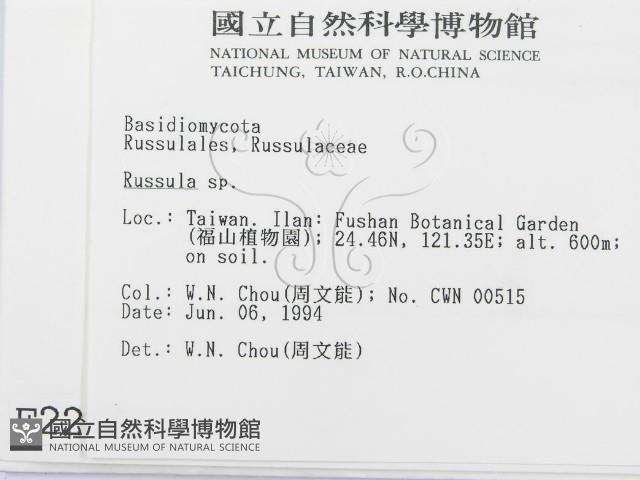 國立自然科學博物館
NATIONAL MUSEUM OF NATURAL SCIENCE
TAICHUNG, TAIWAN, R.O.CHINA
Basidiomycota
Russulales, Russulaceae
Russula sp.
Loc.: Taiwan. Ilan: Fushan Botanical Garden
(福山植物園); 24.46N, 121.35E; alt. 600m;
on soil.
Col.: W.N. Chou(周文能); No. CWN 00515
Date: Jun. 06, 1994
Det.: W.N. Chou(周文能)
F22
國立自然科學博物館
NATIONAL MUSEUM OF NATURAL SCIENCE